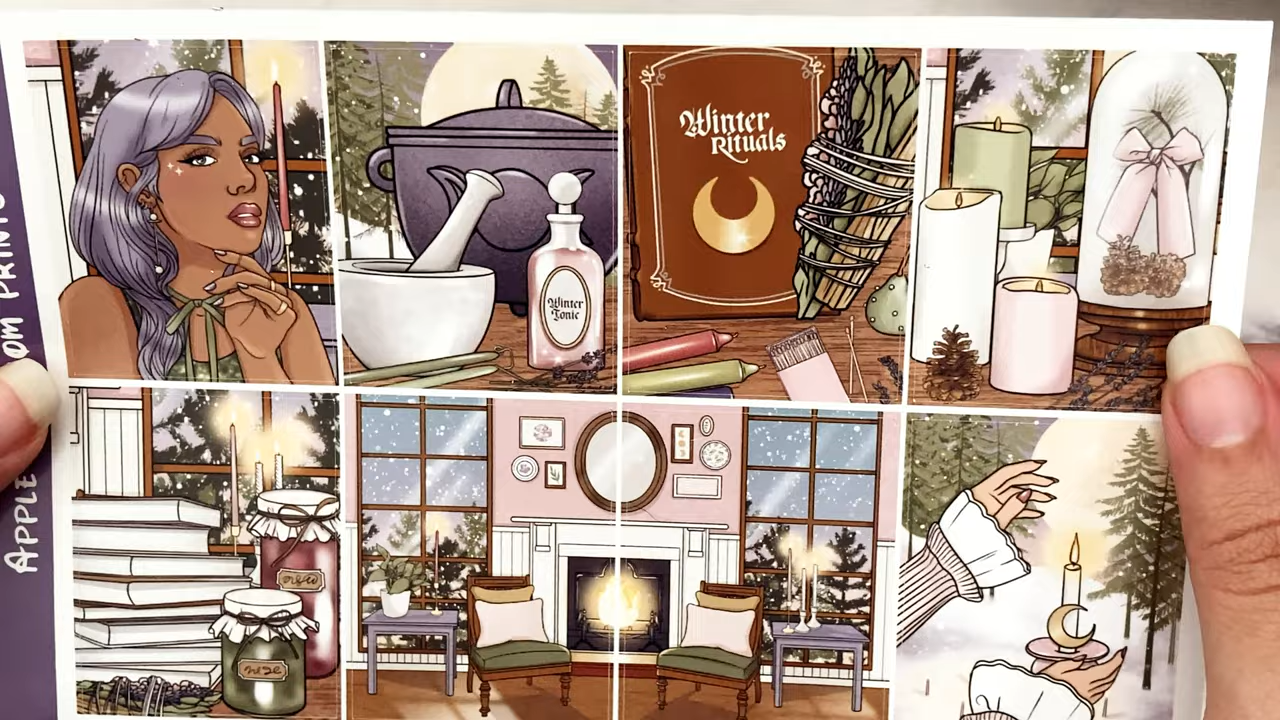 Winter
Rituals
Winter
Tonic
APPLE
OM PRINTS